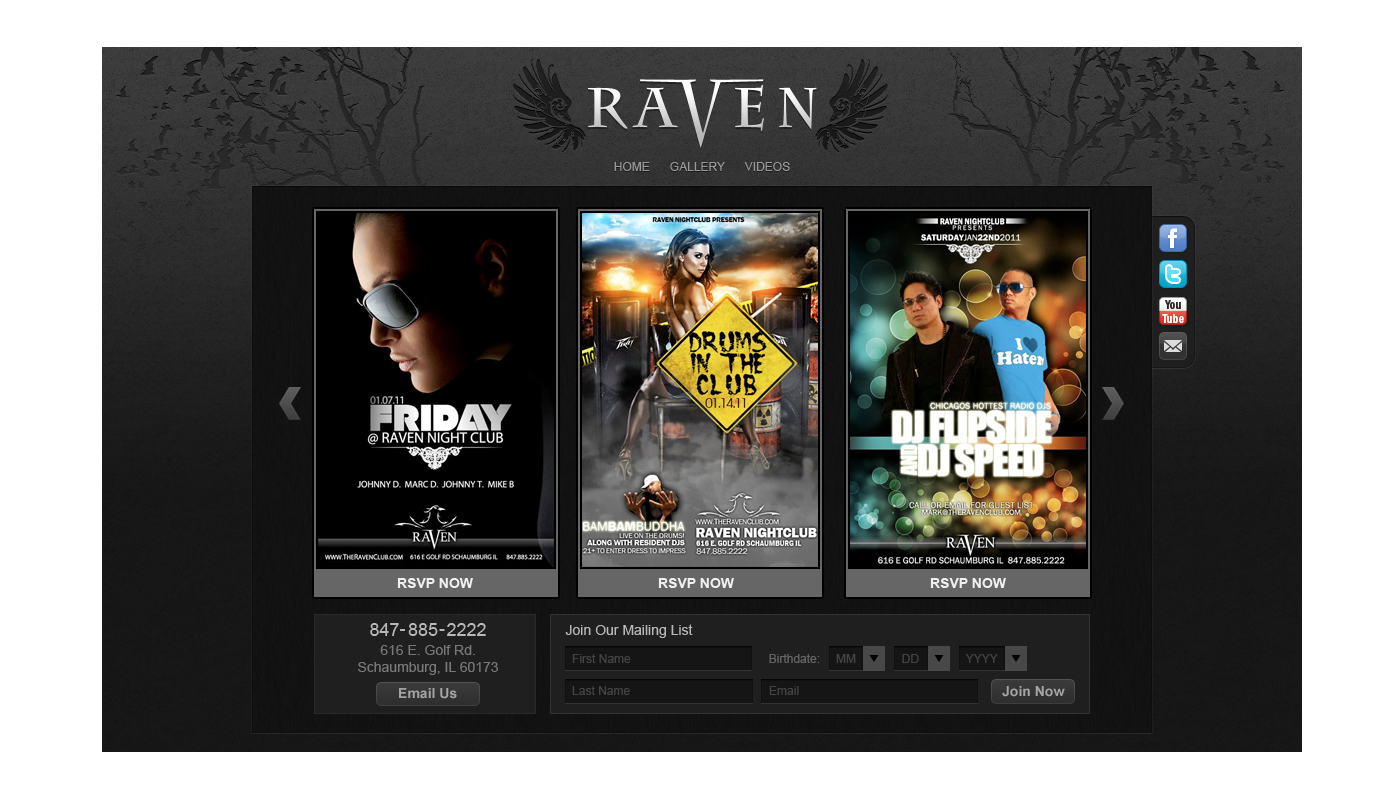 RAVEN
HOME GALLERY VIDEOS
01.07.11
FRIDAY
@ RAVEN NIGHT CLUB
JOHNNY D. MARC D. JOHNNY T. MIKE B
RAVEN
WWW.THERAVENCLUB.COM 616 E GOLF RD SCHAUMBURG IL 847.885.2222
RSVP NOW
RAVEN NIGHTCLUB PRESENTS
DRUMS
IN THE
CLUB
01.14.11
BAMBAMBUDDHA
LIVE ON THE DRUMS!
ALONG WITH RESIDENT DJS
21+ TO ENTER DRESS TO IMPRESS
WWW.THERAVENCLUB.COM
RAVEN NIGHTCLUB
616 E. GOLF RD SCHAUMBURG IL
847.885.2222
RSVP NOW
RAVEN NIGHTCLUB
PRESENTS
SATURDAYJAN22ND2011
I
Hater
CHICAGOS HOTTEST RADIO DJS
DJ FLIPSIDE
AND DJ SPEED
CALL OR EMAIL FOR GUEST LIST
MARK@THERAVENCLUB.COM
RAVEN
616 E GOLF RD SCHAUMBURG IL 847.885.2222
RSVP NOW
f
t
You
Tube
847-885-2222
616 E. Golf Rd.
Schaumburg, IL 60173
Email Us
Join Our Mailing List
First Name Birthdate: MM DD YYYY
Last Name Email Join Now